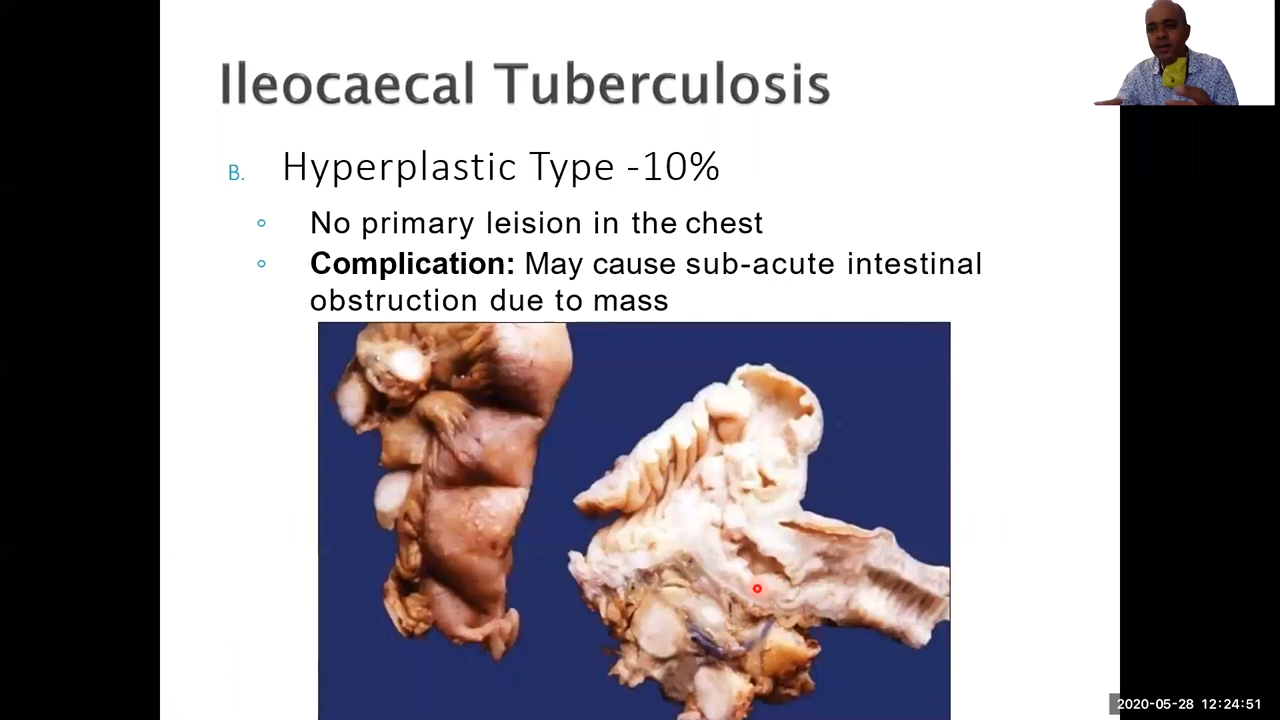 Ileocaecal Tuberculosis
B. Hyperplastic Type -10%
No primary leision in the chest
Complication: May cause sub-acute intestinal
obstruction due to mass
2020-05-28 12:24:51